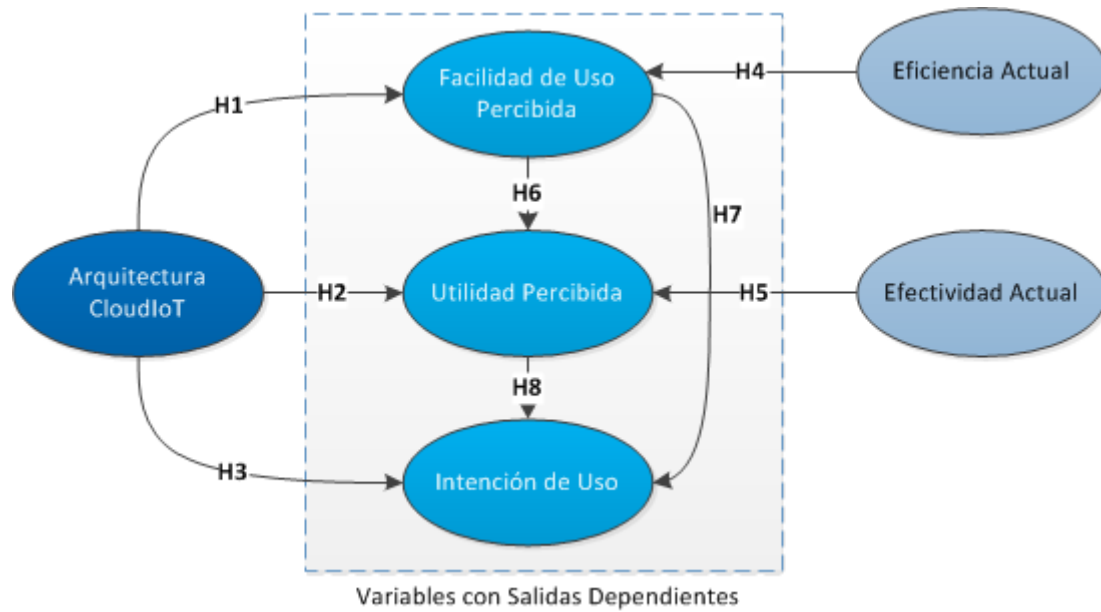 Facilidad de Uso
Percibida
H4
Eficiencia Actual
H1
H6
H7
Arquitectura
CloudIoT
H2
Utilidad Percibida
H5
Efectividad Actual
H8
H3
Intención de Uso
Variables con Salidas Dependientes